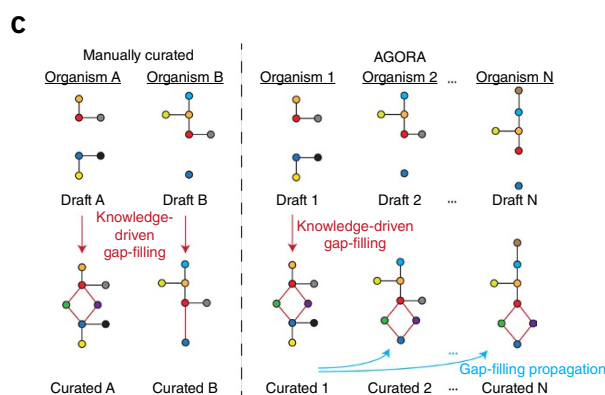 C
Manually curated
AGORA
Organism A Organism B Organism 1 Organism 2 ... Organism N
Draft A Draft B Draft 1 Draft 2 ... Draft N
Knowledge-
driven
gap-filling
Knowledge-driven
gap-filling
...
Gap-filling propagation
Curated A Curated B Curated 1 Curated 2 ... Curated N